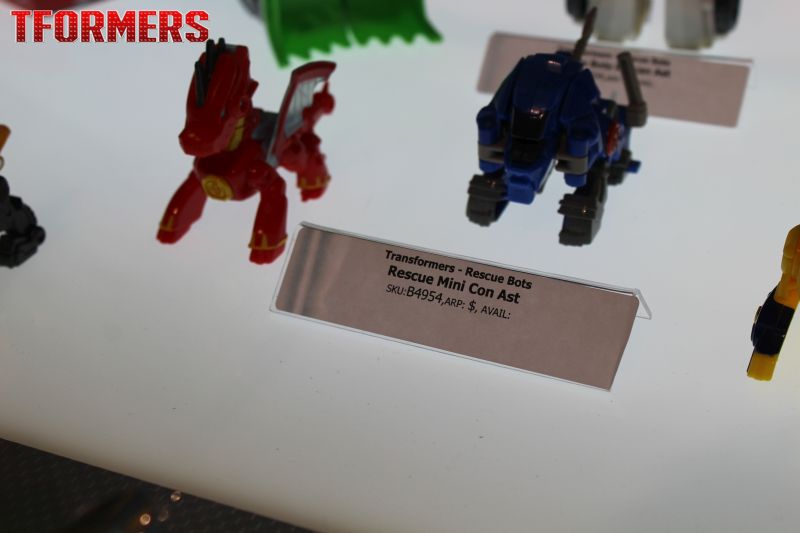 TFORMERS
Transformers - Rescue Bots
Rescue Mini Con Ast
SKU:B4954,ARP: $, AVAIL: